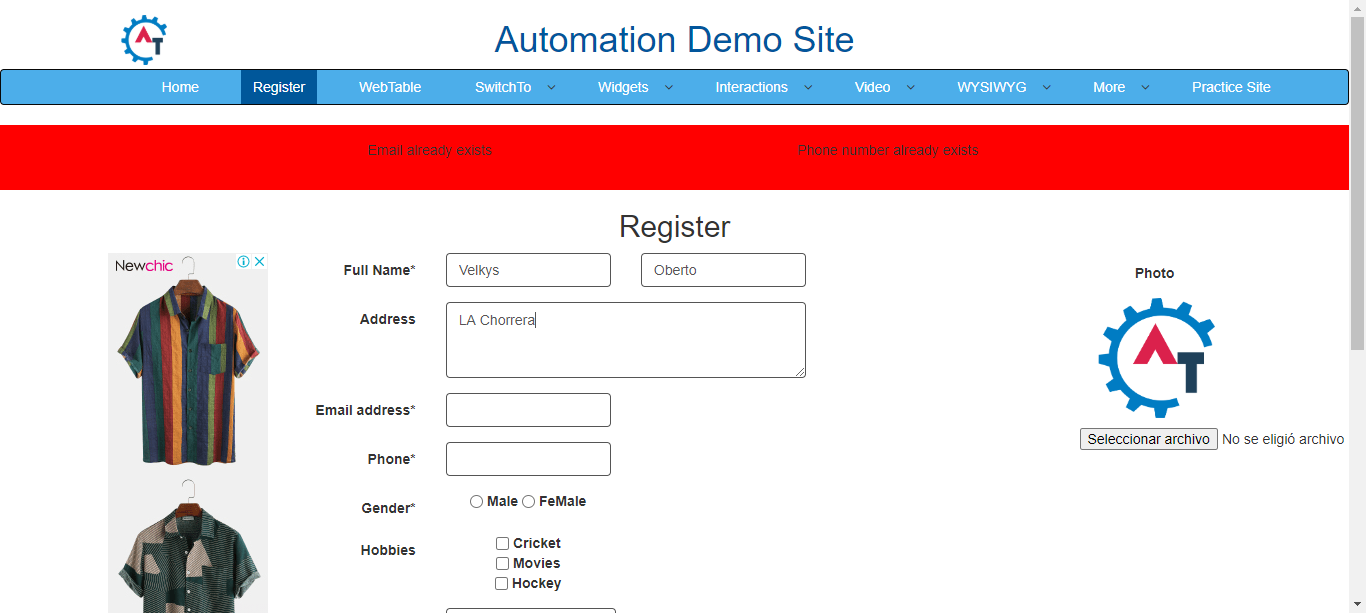 AT
Automation Demo Site
Home Register WebTable SwitchTo Widgets Interactions Video WYSIWYG More Practice Site
Email already exists Phone number already exists
Register
Newchic
Full Name* Velkys Oberto
Photo
Address LA Chorrera
AT
Email address*
Seleccionar archivo No se eligió archivo
Phone*
Gender* Male FeMale
Hobbies Cricket
Movies
Hockey